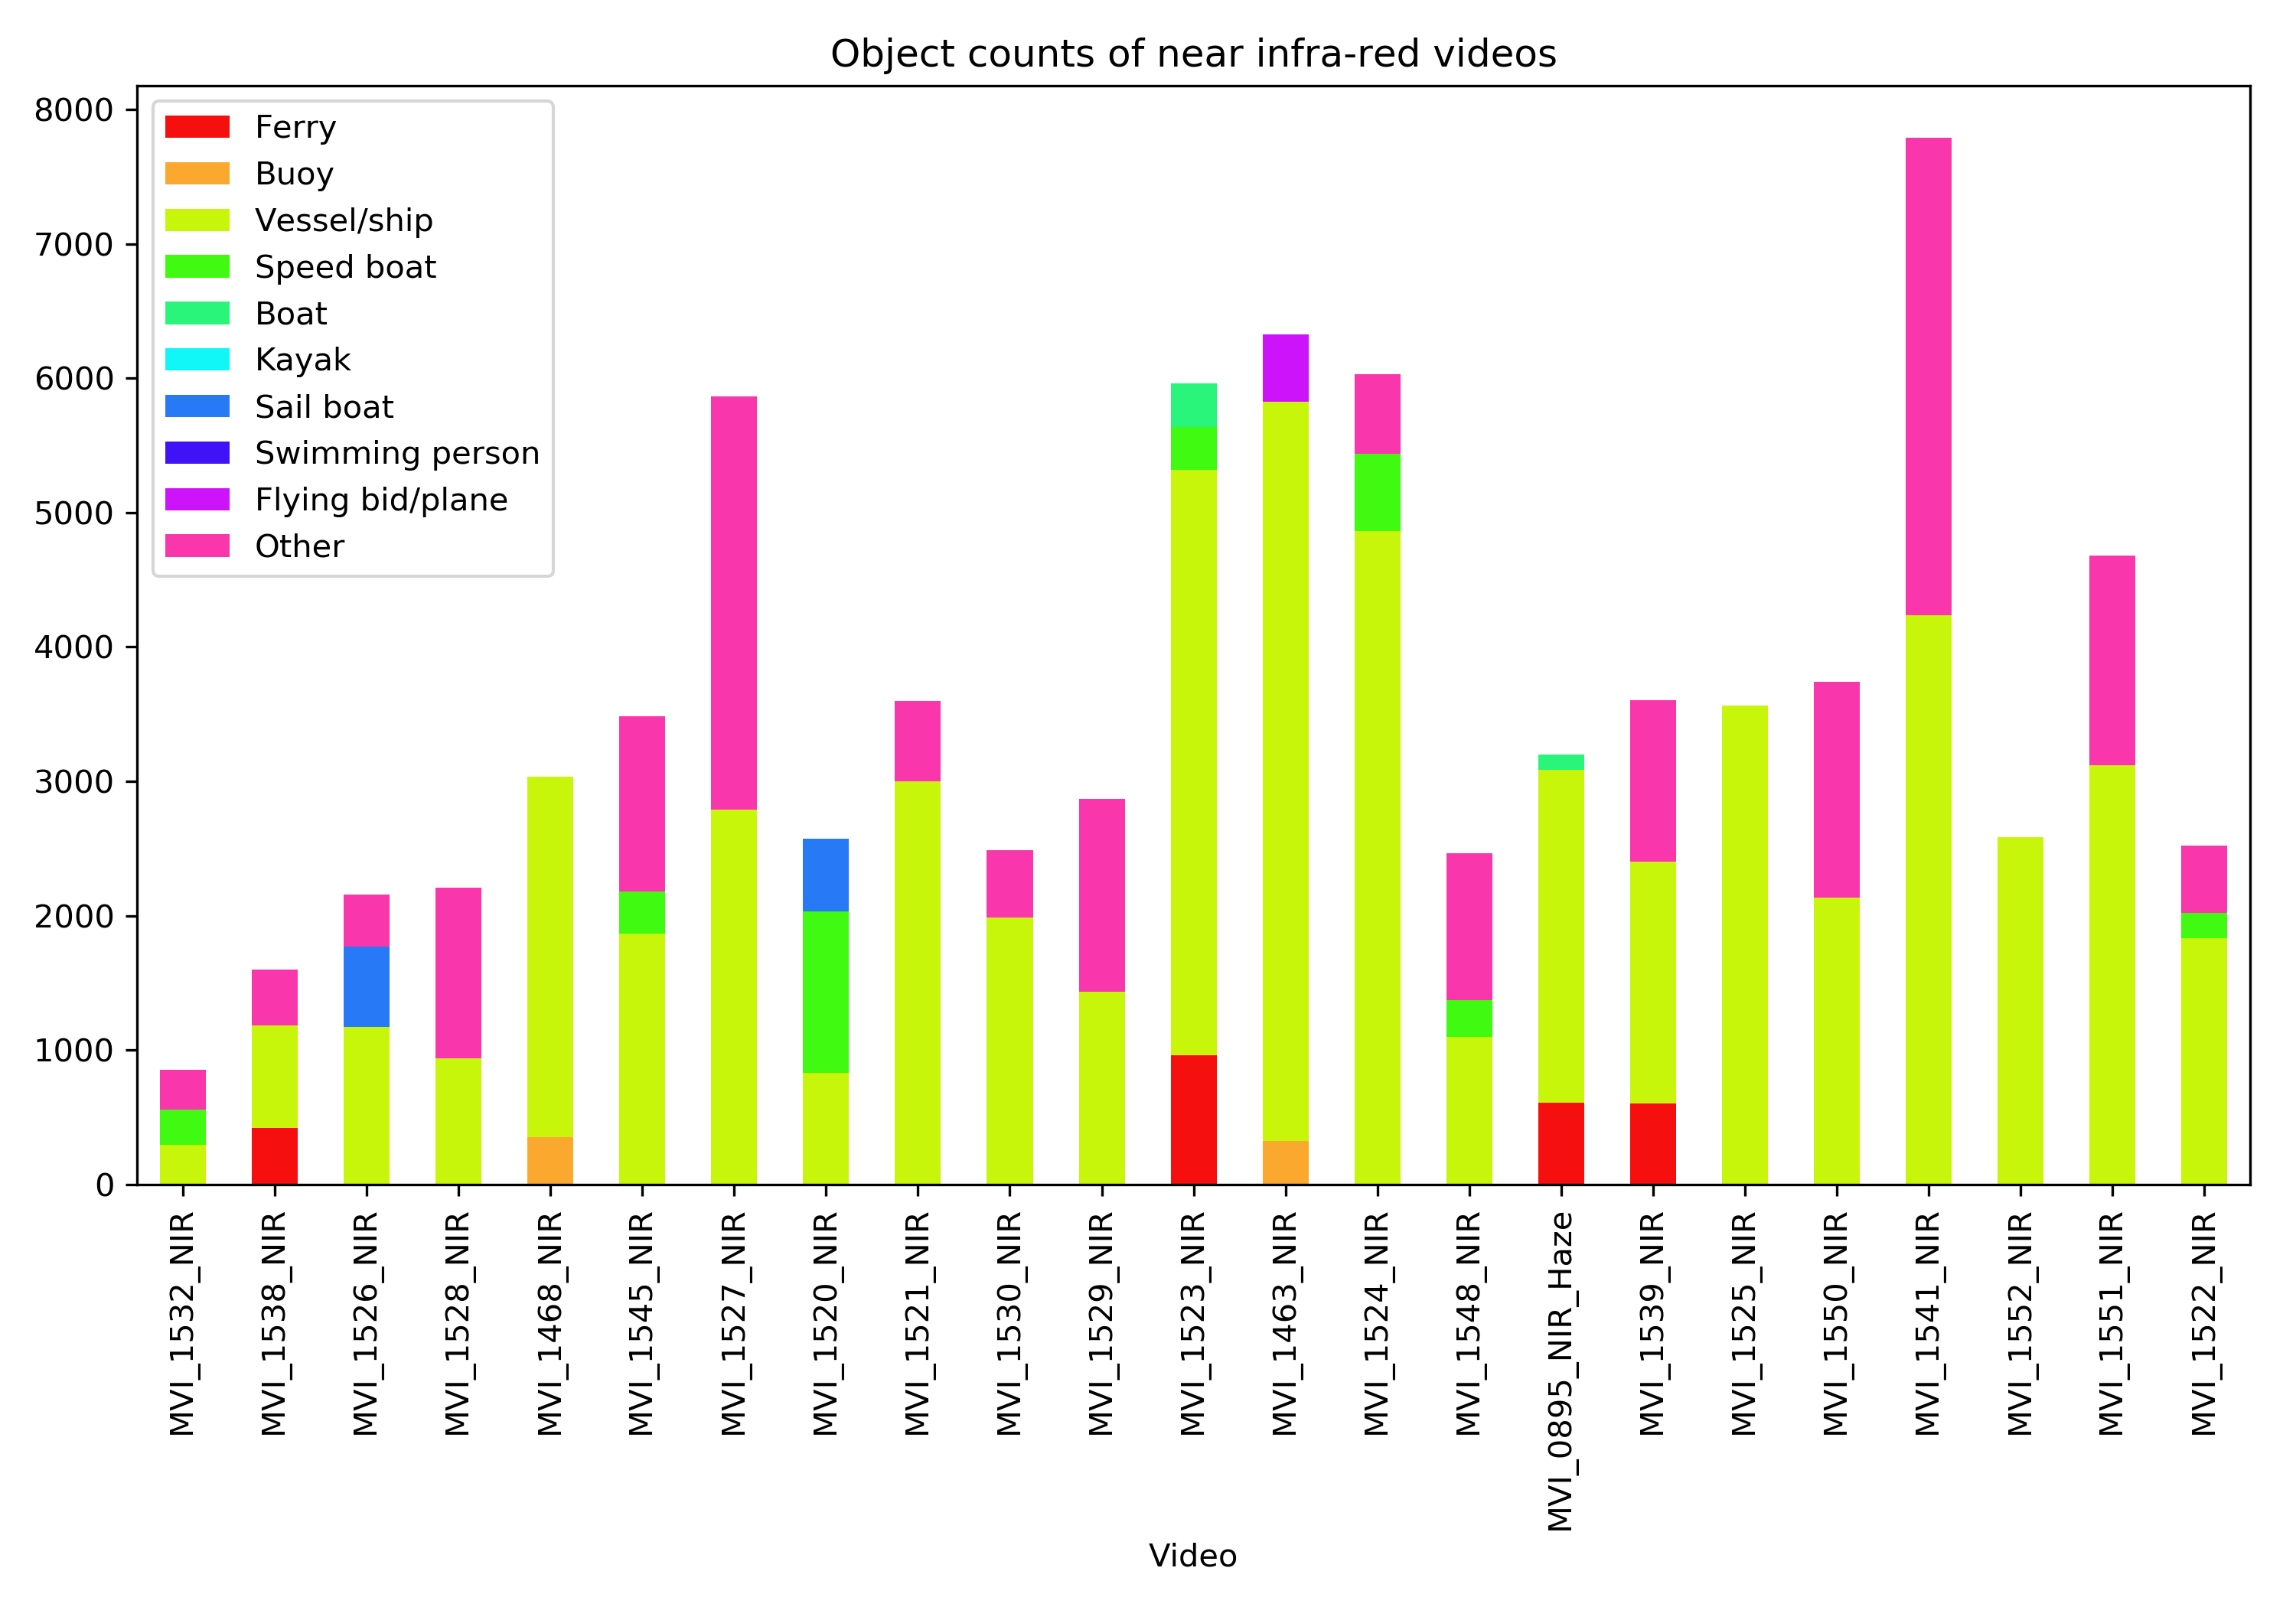 Object counts of near infra-red videos
8000
7000
6000
5000
4000
3000
2000
1000
0
Ferry
Buoy
Vessel/ship
Speed boat
Boat
Kayak
Sail boat
Swimming person
Flying bid/plane
Other
MVI_1532_NIR
MVI_1538_NIR
MVI_1526_NIR
MVI_1528_NIR
MVI_1468_NIR
MVI_1545_NIR
MVI_1527_NIR
MVI_1520_NIR
MVI_1521_NIR
MVI_1530_NIR
MVI_1529_NIR
MVI_1523_NIR
MVI_1463_NIR
MVI_1524_NIR
MVI_1548_NIR
MVI_0895_NIR_Haze
MVI_1539_NIR
MVI_1525_NIR
MVI_1550_NIR
MVI_1541_NIR
MVI_1552_NIR
MVI_1551_NIR
MVI_1522_NIR
Video